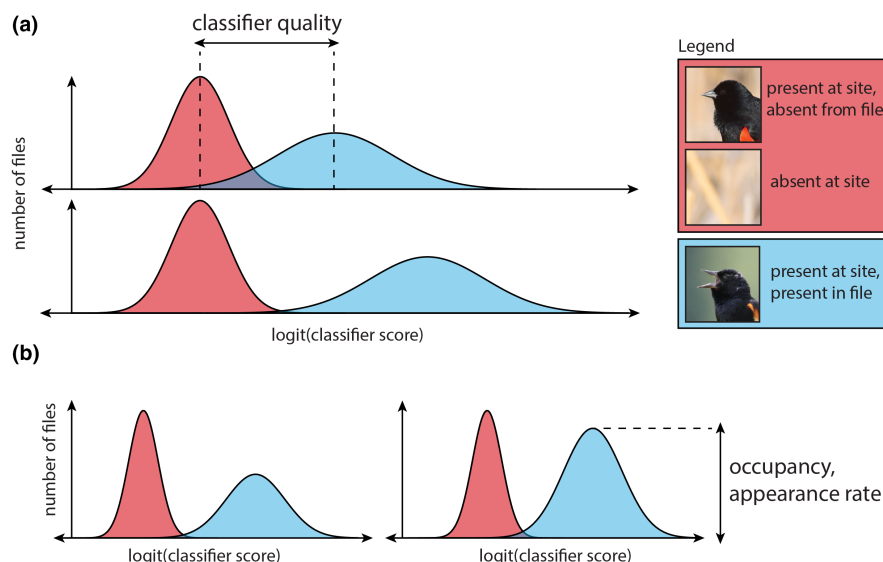 (a)
classifier quality
number of files
logit(classifier score)
Legend
present at site,
absent from file
absent at site
present at site,
present in file
(b)
number of files
logit(classifier score)
logit(classifier score)
occupancy,
appearance rate